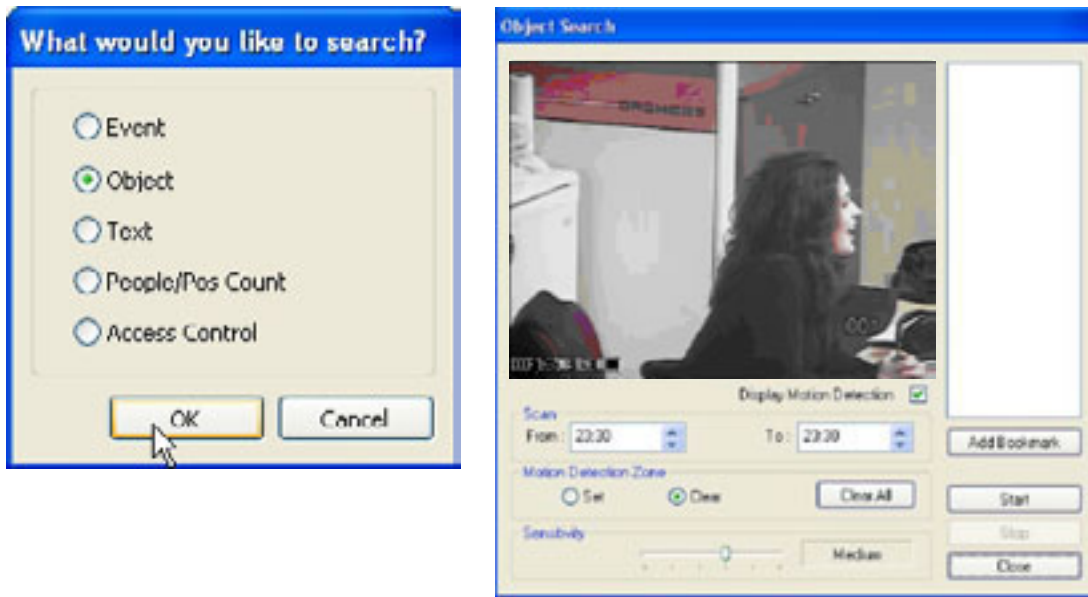 What would you like to search?
Event
Object
Text
People/Pos Count
Access Control
OK
Cancel
Object Search
Display Motion Detection
Scan
From : 23:30
To : 23:30
Add Bookmark
Motion Detection Zone
Set
Clear
Clear All
Start
Stop
Sensitivity
Medium
Close